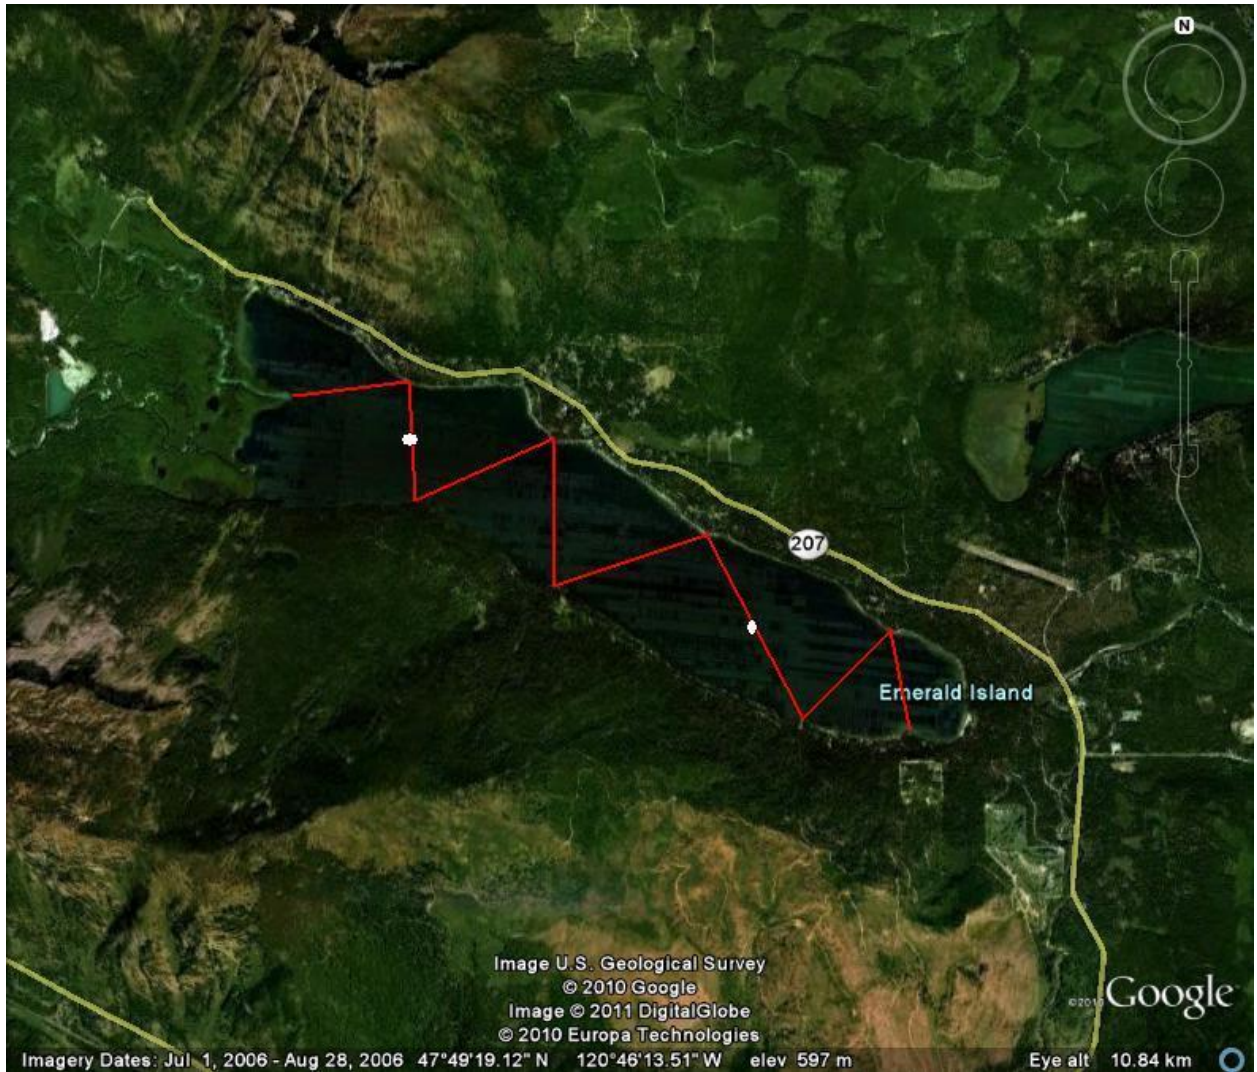 N
207
Emerald Island
Image U.S. Geological Survey
© 2010 Google
Image © 2011 DigitalGlobe
© 2010 Europa Technologies
©2010 Google
Imagery Dates: Jul 1, 2006 - Aug 28, 2006 47°49'19.12" N 120°46'13.51" W elev 597 m Eye alt 10.84 km